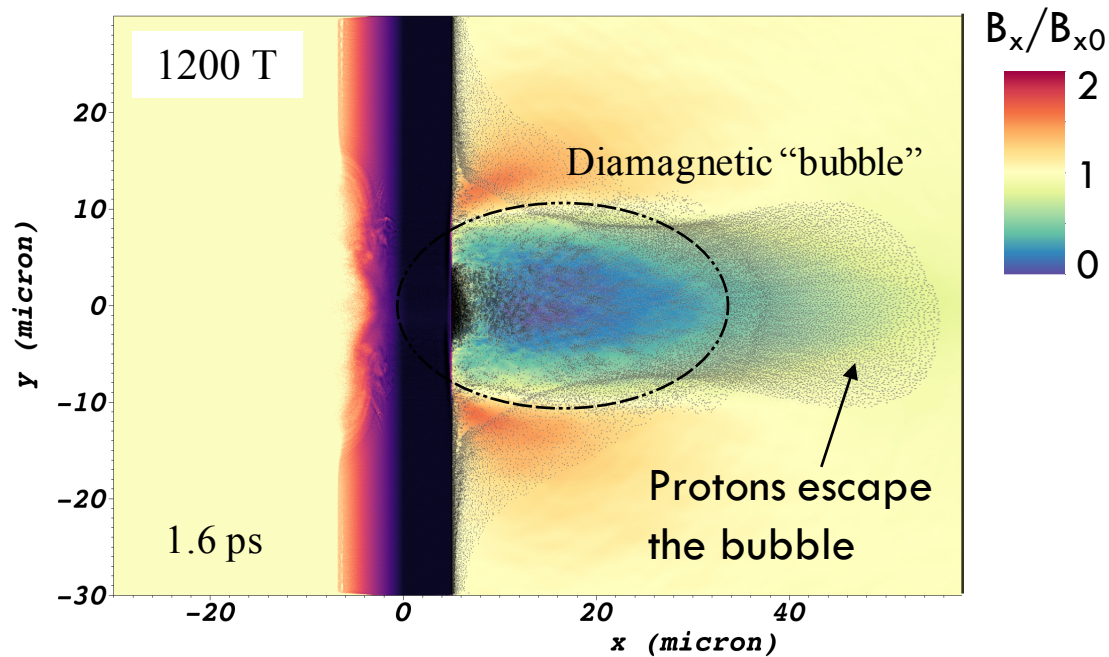 1200 T
B_x/B_x0
2
1
0
Diamagnetic “bubble”
Protons escape
the bubble
1.6 ps
y (micron)
20
10
0
-10
-20
-30
-20
0
20
40
x (micron)